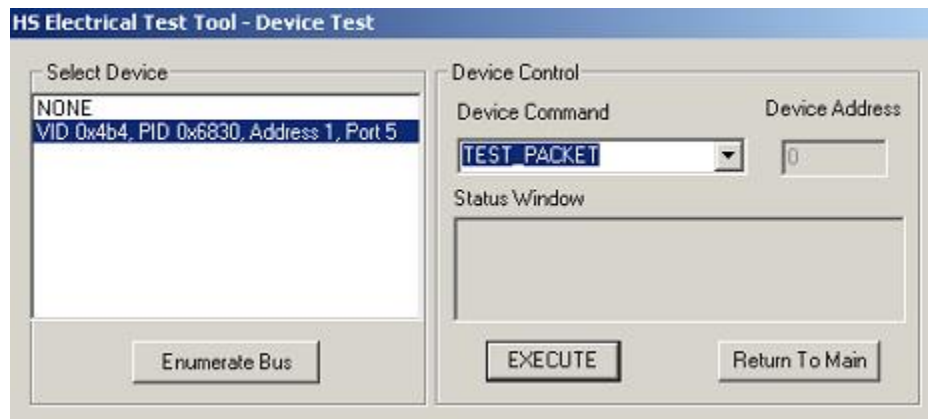 HS Electrical Test Tool - Device Test
Select Device
NONE
VID 0x4b4, PID 0x6830, Address 1, Port 5
Enumerate Bus
Device Control
Device Command
Device Address
TEST_PACKET
0
Status Window
EXECUTE
Return To Main